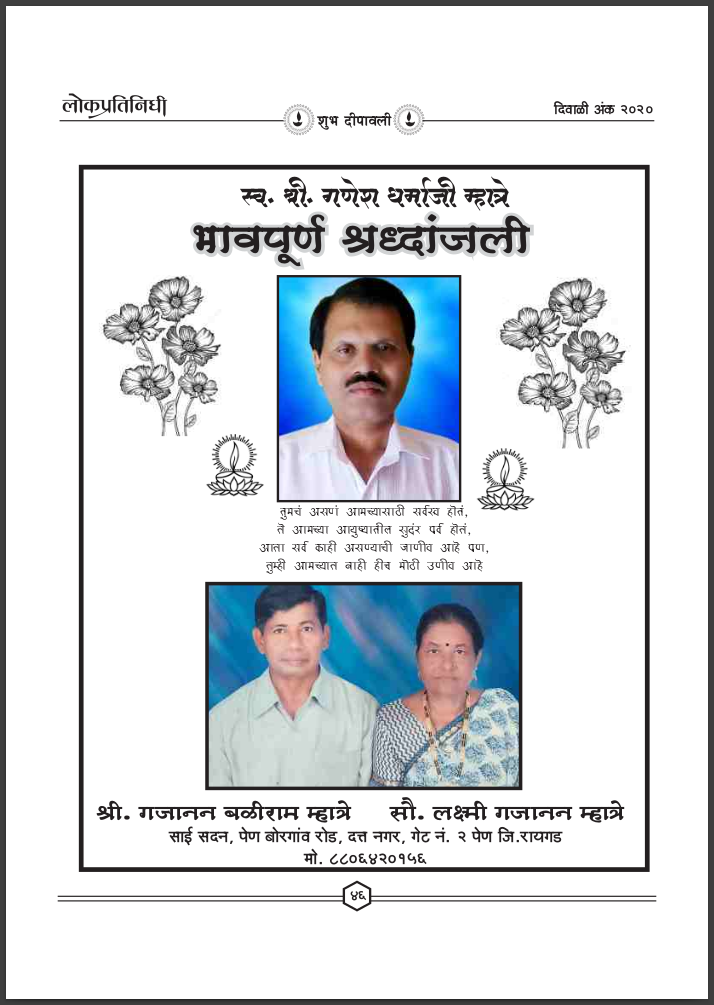 लोकप्रतिनिधी
शुभ दीपावली
दिवाळी अंक २०२०
स्व. श्री. गणेश धर्माजी म्हात्रे
भावपूर्ण श्रध्दांजली
तुमचं असणं आमच्यासाठी सर्वस्व होतं,
ते आमच्या आयुष्यातील सुदंर पर्व होतं,
आता सर्व काही असण्याची जाणीव आहे पण,
तुम्ही आमच्यात नाही हीच मोठी उणीव आहे
श्री. गजानन बळीराम म्हात्रे सौ. लक्ष्मी गजानन म्हात्रे
साई सदन, पेण बोरगांव रोड, दत्त नगर, गेट नं. २ पेण जि.रायगड
मो. ८८०६४२०१५६
४६